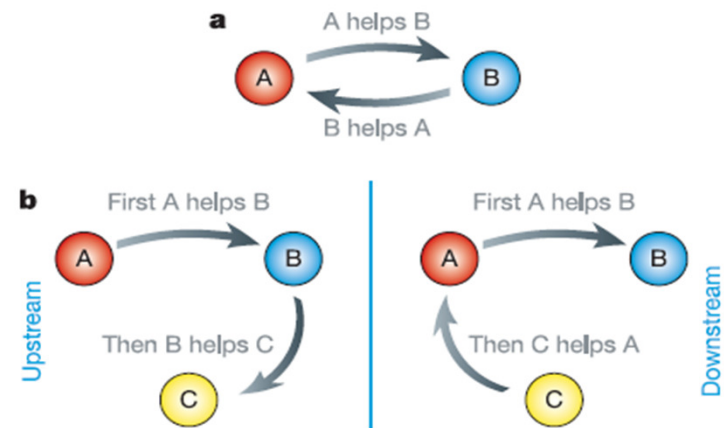 a
A helps B
A
B
B helps A
b
Upstream
First A helps B
A
B
Then B helps C
C
First A helps B
A
B
Then C helps A
C
Downstream